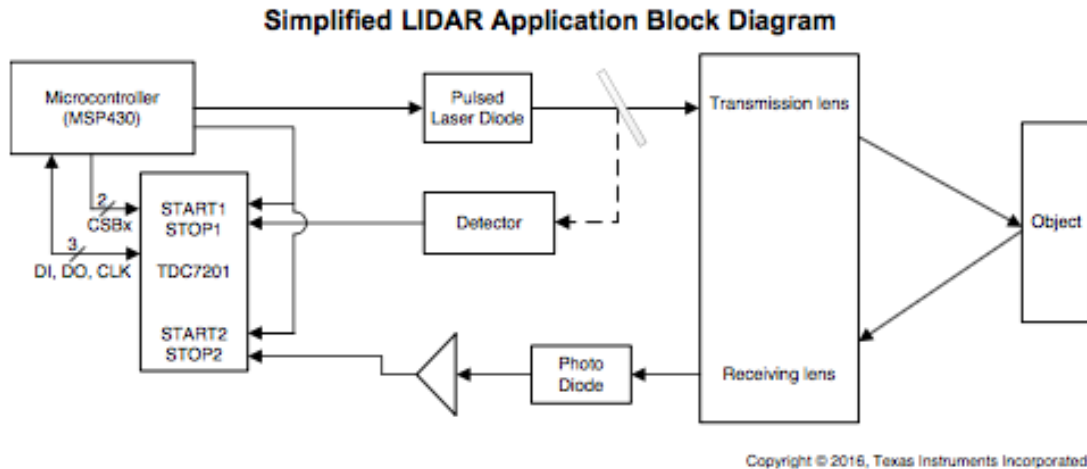 Simplified LIDAR Application Block Diagram
Microcontroller
(MSP430)
Pulsed
Laser Diode
Transmission lens
2
CSBx
START1
STOP1
Detector
Object
3
DI, DO, CLK
TDC7201
START2
STOP2
Photo
Diode
Receiving lens
Copyright © 2016, Texas Instruments Incorporated